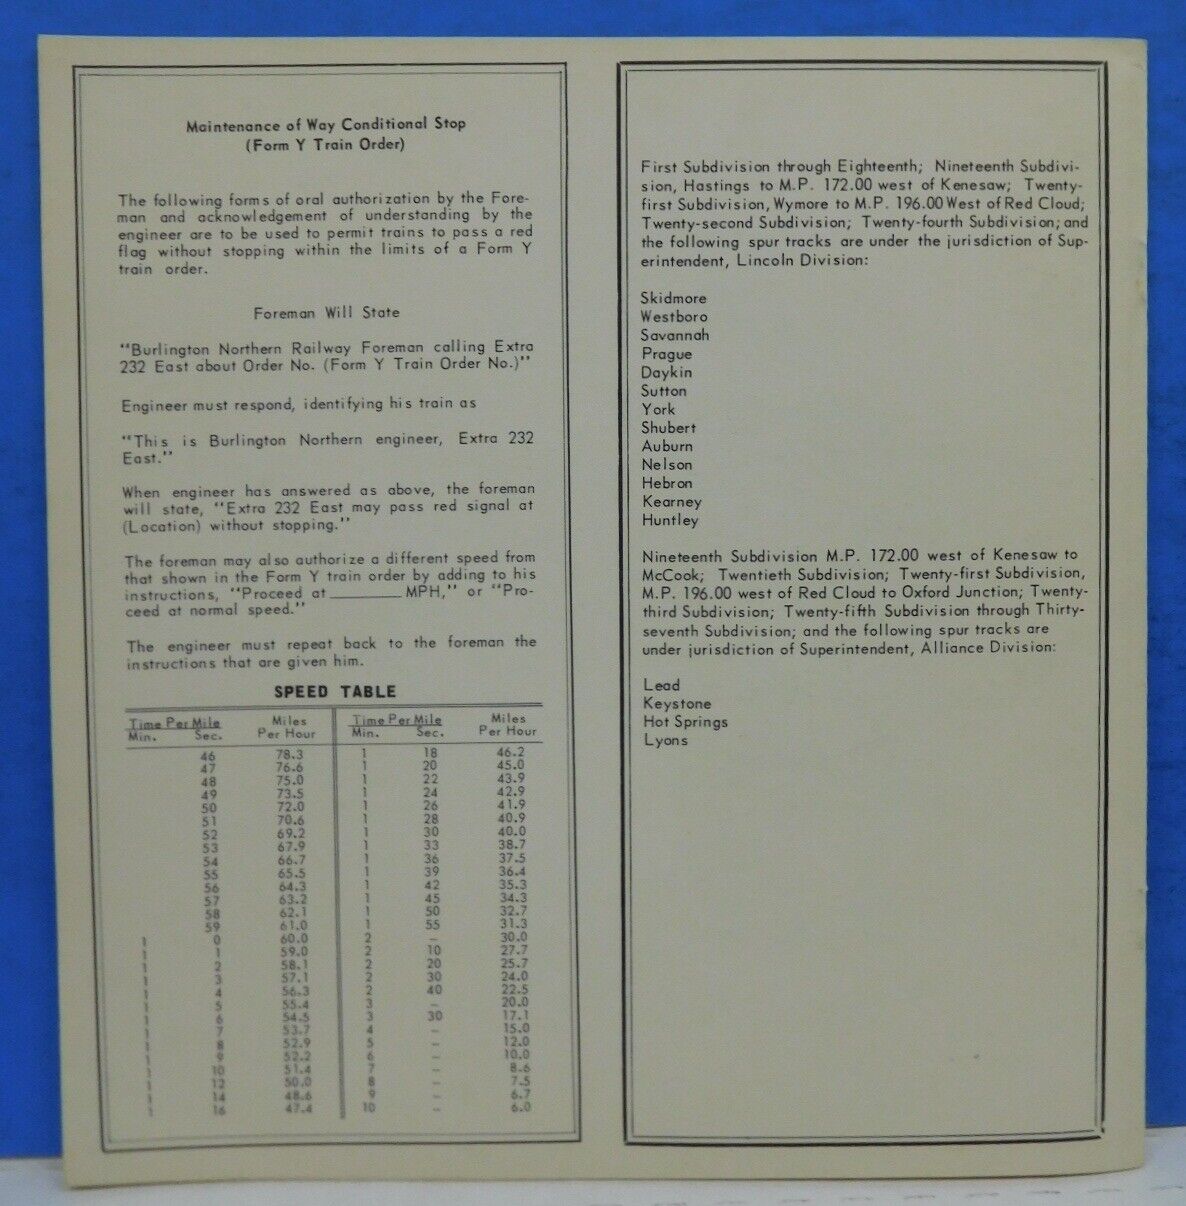 Maintenance of Way Conditional Stop
(Form Y Train Order)
The following forms of oral authorization by the Fore-
man and acknowledgement of understanding by the
engineer are to be used to permit trains to pass a red
flag without stopping within the limits of a Form Y
train order.
Foreman Will State
"Burlington Northern Railway Foreman calling Extra
232 East about Order No. (Form Y Train Order No.)"
Engineer must respond, identifying his train as
"This is Burlington Northern engineer, Extra 232
East."
When engineer has answered as above, the foreman
will state, "Extra 232 East may pass red signal at
(Location) without stopping."
The foreman may also authorize a different speed from
that shown in the Form Y train order by adding to his
instructions, "Proceed at ________ MPH," or "Pro-
ceed at normal speed."
The engineer must repeat back to the foreman the
instructions that are given him.
SPEED TABLE
Time Per Mile Miles Time Per Mile Miles
Min. Sec. Per Hour Min. Sec. Per Hour
46 78.3 1 18 46.2
47 76.6 1 20 45.0
48 75.0 1 22 43.9
49 73.5 1 24 42.9
50 72.0 1 26 41.9
51 70.6 1 28 40.9
52 69.2 1 30 40.0
53 67.9 1 33 38.7
54 66.7 1 36 37.5
55 65.5 1 39 36.4
56 64.3 1 42 35.3
57 63.2 1 45 34.3
58 62.1 1 50 32.7
59 61.0 1 55 31.3
1 0 60.0 2 – 30.0
1 1 59.0 2 10 27.7
1 2 58.1 2 20 25.7
1 3 57.1 2 30 24.0
1 4 56.3 2 40 22.5
1 5 55.4 3 – 20.0
1 6 54.5 3 30 17.1
1 7 53.7 4 – 15.0
1 8 52.9 5 – 12.0
1 9 52.2 6 – 10.0
1 10 51.4 7 – 8.6
1 12 50.0 8 – 7.5
1 14 48.6 9 – 6.7
1 16 47.4 10 – 6.0
First Subdivision through Eighteenth; Nineteenth Subdivi-
sion, Hastings to M.P. 172.00 west of Kenesaw; Twenty-
first Subdivision, Wymore to M.P. 196.00 West of Red Cloud;
Twenty-second Subdivision; Twenty-fourth Subdivision; and
the following spur tracks are under the jurisdiction of Sup-
erintendent, Lincoln Division:
Skidmore
Westboro
Savannah
Prague
Daykin
Sutton
York
Shubert
Auburn
Nelson
Hebron
Kearney
Huntley
Nineteenth Subdivision M.P. 172.00 west of Kenesaw to
McCook; Twentieth Subdivision; Twenty-first Subdivision,
M.P. 196.00 west of Red Cloud to Oxford Junction; Twenty-
third Subdivision; Twenty-fifth Subdivision through Thirty-
seventh Subdivision; and the following spur tracks are
under jurisdiction of Superintendent, Alliance Division:
Lead
Keystone
Hot Springs
Lyons